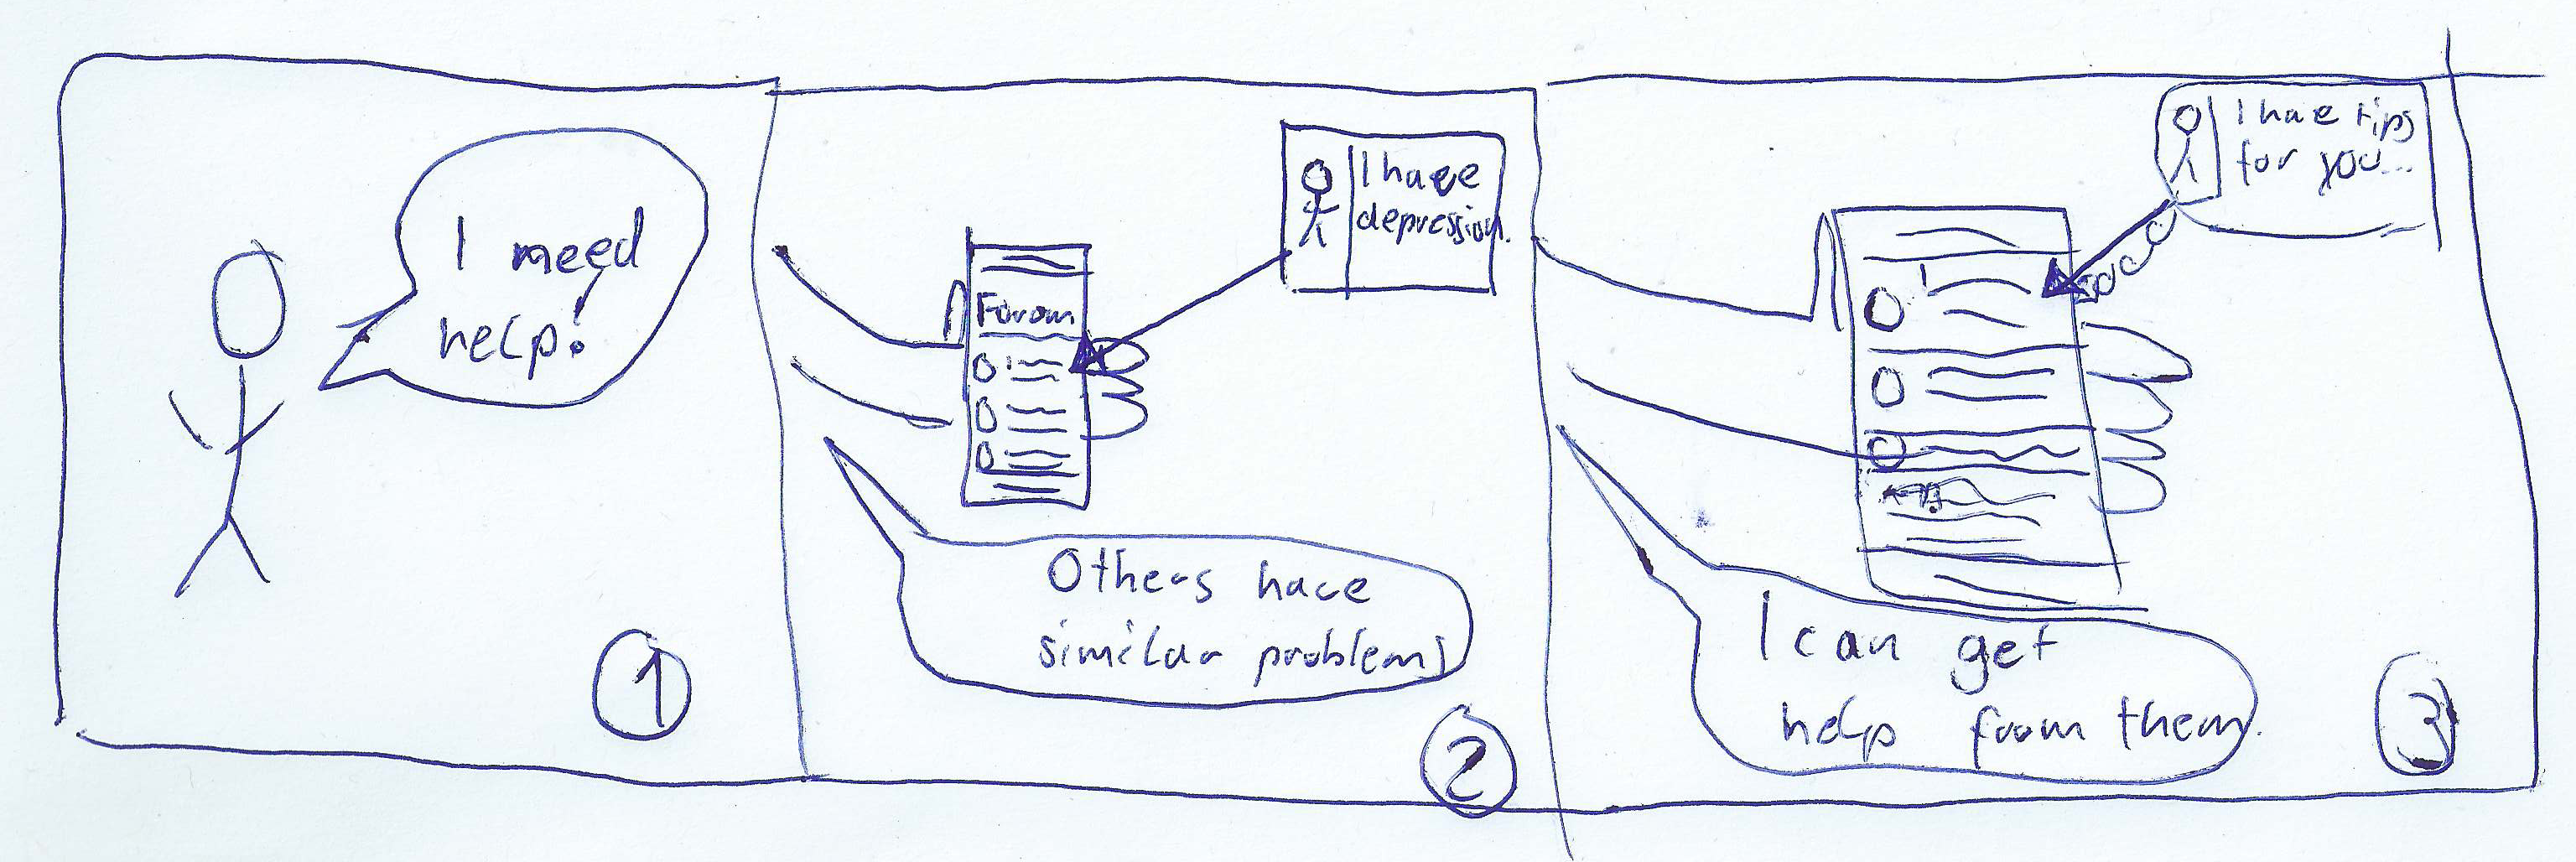 I need
help!
1
I have
depression.
Forum
Others have
similar problems
2
I have tips
for you...
I can get
help from them.
3